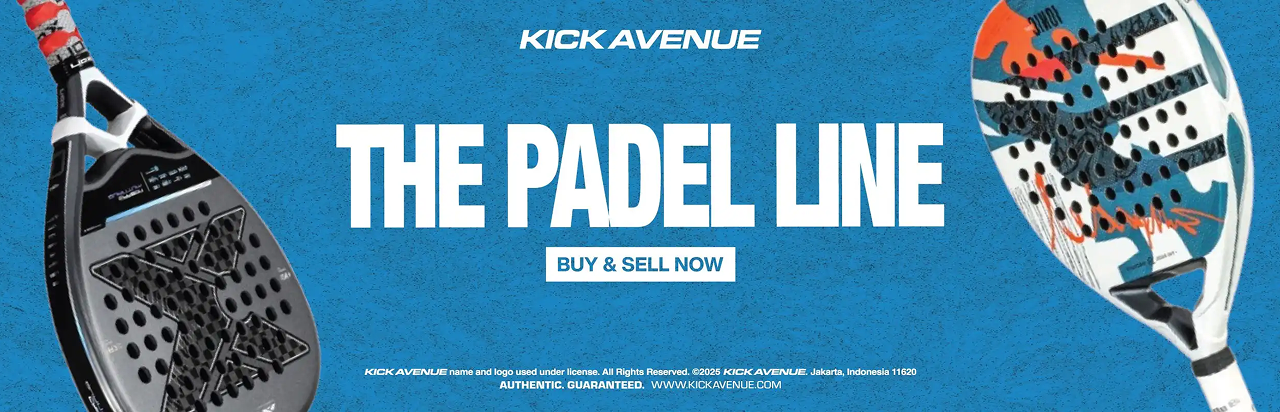 KICK AVENUE
THE PADEL LINE
BUY & SELL NOW
KICK AVENUE name and logo used under license. All Rights Reserved. ©2025 KICK AVENUE. Jakarta, Indonesia 11620
AUTHENTIC. GUARANTEED. WWW.KICKAVENUE.COM